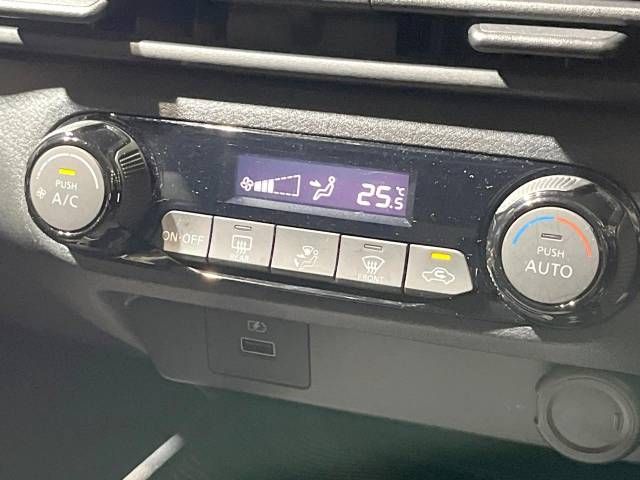 PUSH
A/C
25.5
°C
ON·OFF
REAR
FRONT
PUSH
AUTO